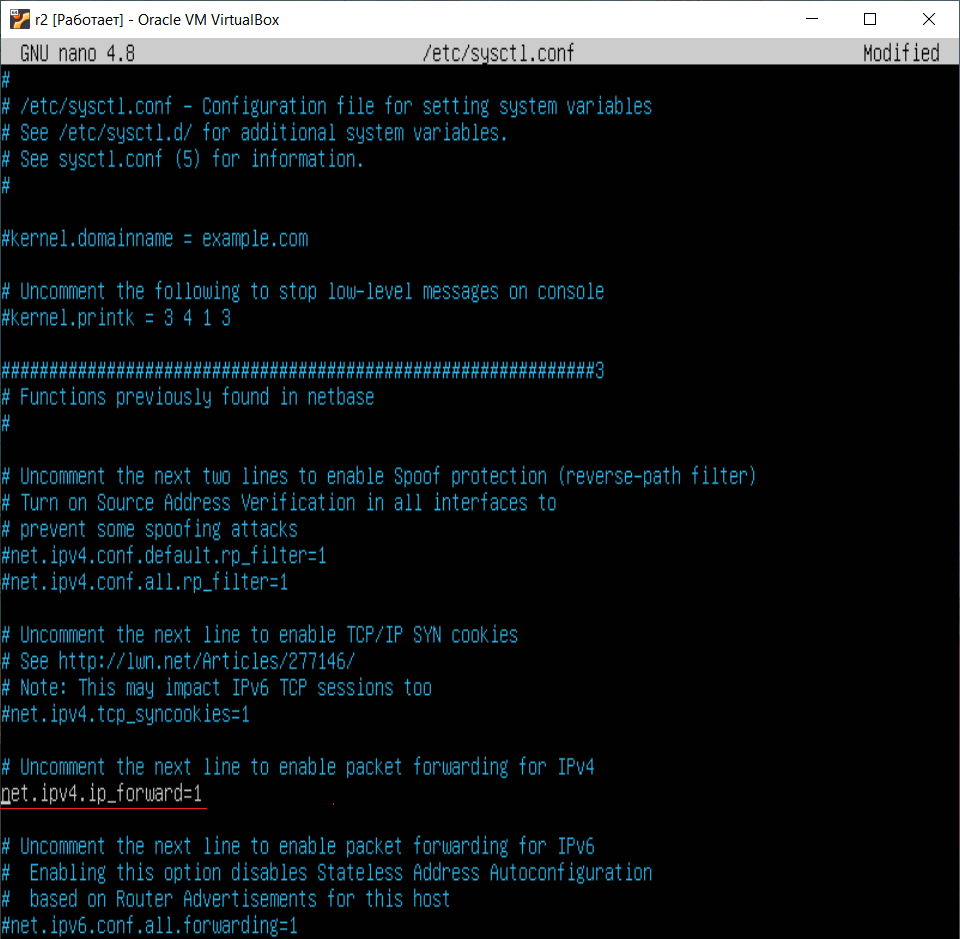 r2 [Работает] - Oracle VM VirtualBox
GNU nano 4.8 /etc/sysctl.conf Modified
#
# /etc/sysctl.conf - Configuration file for setting system variables
# See /etc/sysctl.d/ for additional system variables.
# See sysctl.conf (5) for information.
#
#kernel.domainname = example.com
# Uncomment the following to stop low-level messages on console
#kernel.printk = 3 4 1 3
##############################################################3
# Functions previously found in netbase
#
# Uncomment the next two lines to enable Spoof protection (reverse-path filter)
# Turn on Source Address Verification in all interfaces to
# prevent some spoofing attacks
#net.ipv4.conf.default.rp_filter=1
#net.ipv4.conf.all.rp_filter=1
# Uncomment the next line to enable TCP/IP SYN cookies
# See http://lwn.net/Articles/277146/
# Note: This may impact IPv6 TCP sessions too
#net.ipv4.tcp_syncookies=1
# Uncomment the next line to enable packet forwarding for IPv4
net.ipv4.ip_forward=1
# Uncomment the next line to enable packet forwarding for IPv6
#  Enabling this option disables Stateless Address Autoconfiguration
#  based on Router Advertisements for this host
#net.ipv6.conf.all.forwarding=1